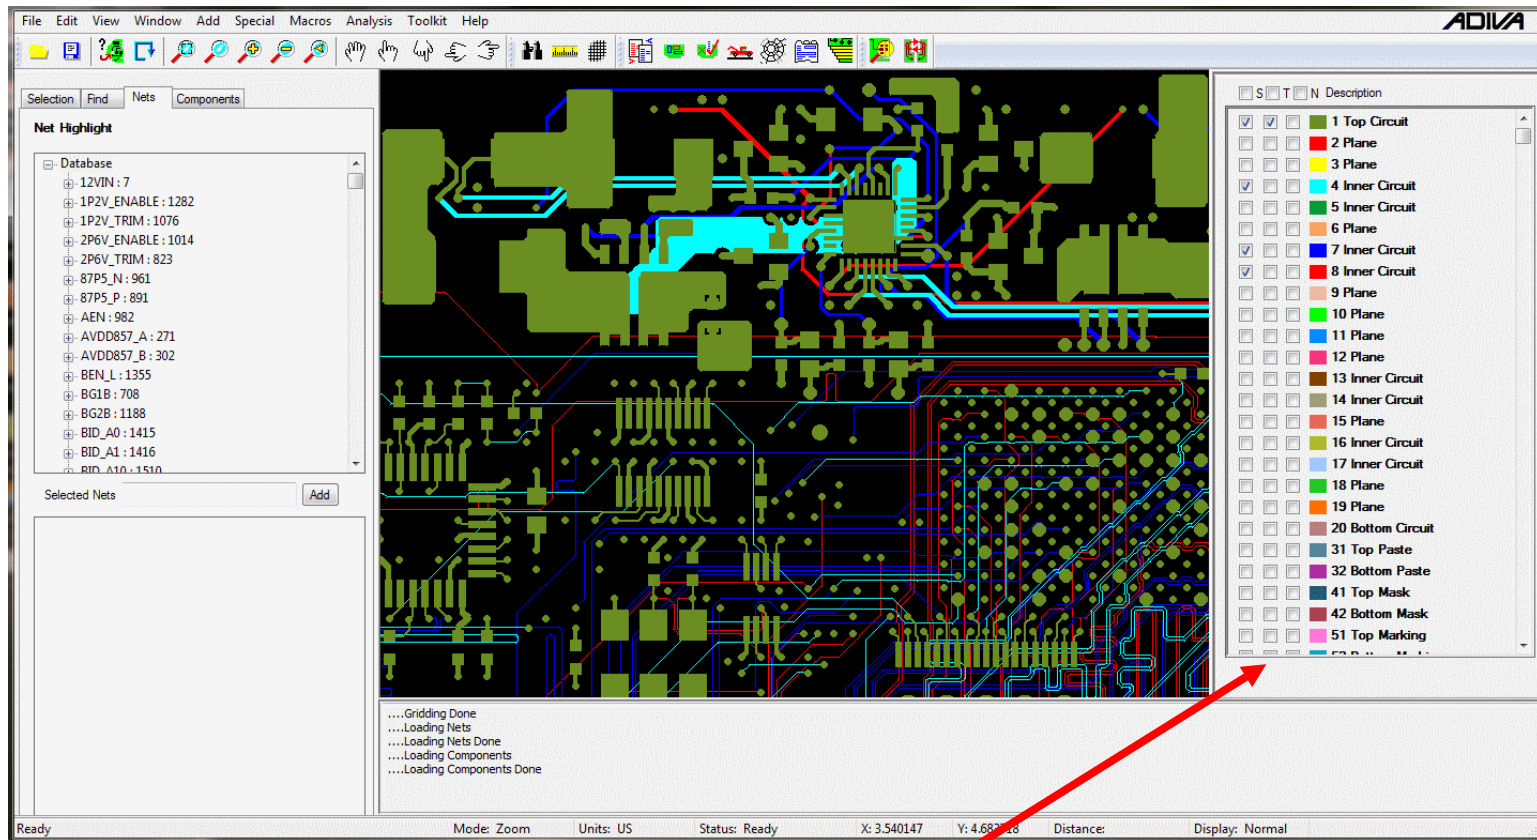 File Edit View Window Add Special Macros Analysis Toolkit Help
ADIVA
Selection Find Nets Components
Net Highlight
Database
12VIN : 7
1P2V_ENABLE : 1282
1P2V_TRIM : 1076
2P6V_ENABLE : 1014
2P6V_TRIM : 823
87P5_N : 961
87P5_P : 891
AEN : 982
AVDD857_A : 271
AVDD857_B : 302
BEN_L : 1355
BG1B : 708
BG2B : 1188
BID_A0 : 1415
BID_A1 : 1416
BID_A10 : 1510
Selected Nets Add
S T N Description
1 Top Circuit
2 Plane
3 Plane
4 Inner Circuit
5 Inner Circuit
6 Plane
7 Inner Circuit
8 Inner Circuit
9 Plane
10 Plane
11 Plane
12 Plane
13 Inner Circuit
14 Inner Circuit
15 Plane
16 Inner Circuit
17 Inner Circuit
18 Plane
19 Plane
20 Bottom Circuit
31 Top Paste
32 Bottom Paste
41 Top Mask
42 Bottom Mask
51 Top Marking
....Gridding Done
....Loading Nets
....Loading Nets Done
....Loading Components
....Loading Components Done
Ready Mode: Zoom Units: US Status: Ready X: 3.540147 Y: Distance: Display: Normal